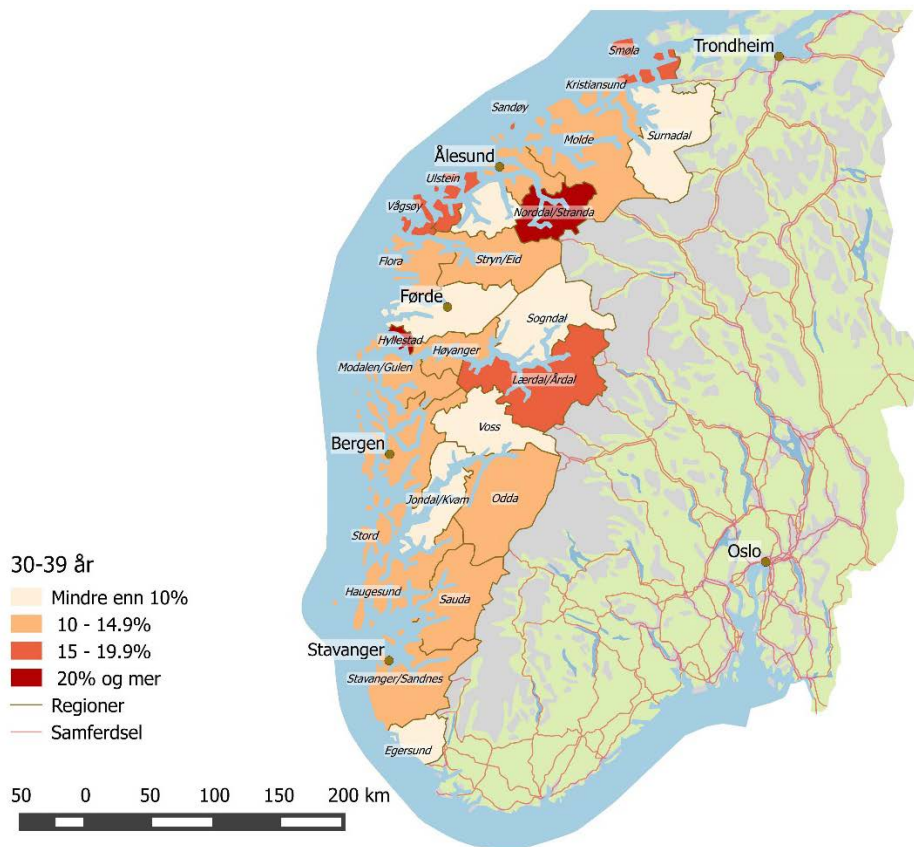 Trondheim
Smøla
Kristiansund
Sandøy
Molde
Surnadal
Ålesund
Ulstein
Vågsøy
Norddal/Stranda
Flora
Stryn/Eid
Førde
Sogndal
Hyllestad
Høyanger
Modalen/Gulen
Lærdal/Årdal
Voss
Bergen
Jondal/Kvam
Odda
Stord
Oslo
Haugesund
Sauda
Stavanger
Stavanger/Sandnes
Egersund
30-39 år
Mindre enn 10%
10 - 14.9%
15 - 19.9%
20% og mer
Regioner
Samferdsel
50 0 50 100 150 200 km